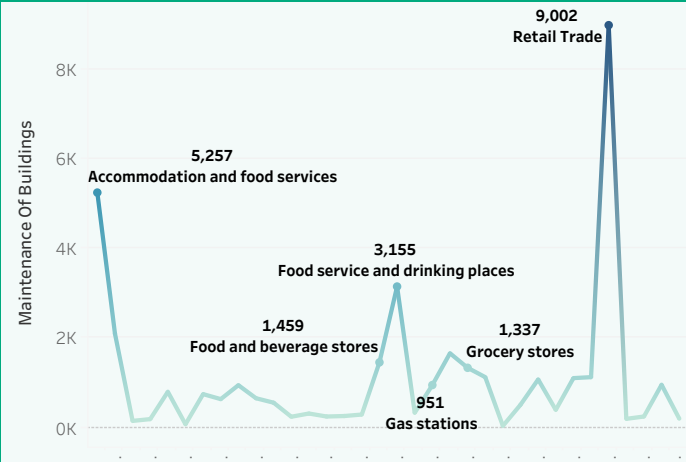 9,002
Retail Trade
8K
6K
5,257
Accommodation and food services
Maintenance Of Buildings
4K
3,155
Food service and drinking places
2K
1,459
Food and beverage stores
1,337
Grocery stores
951
Gas stations
0K